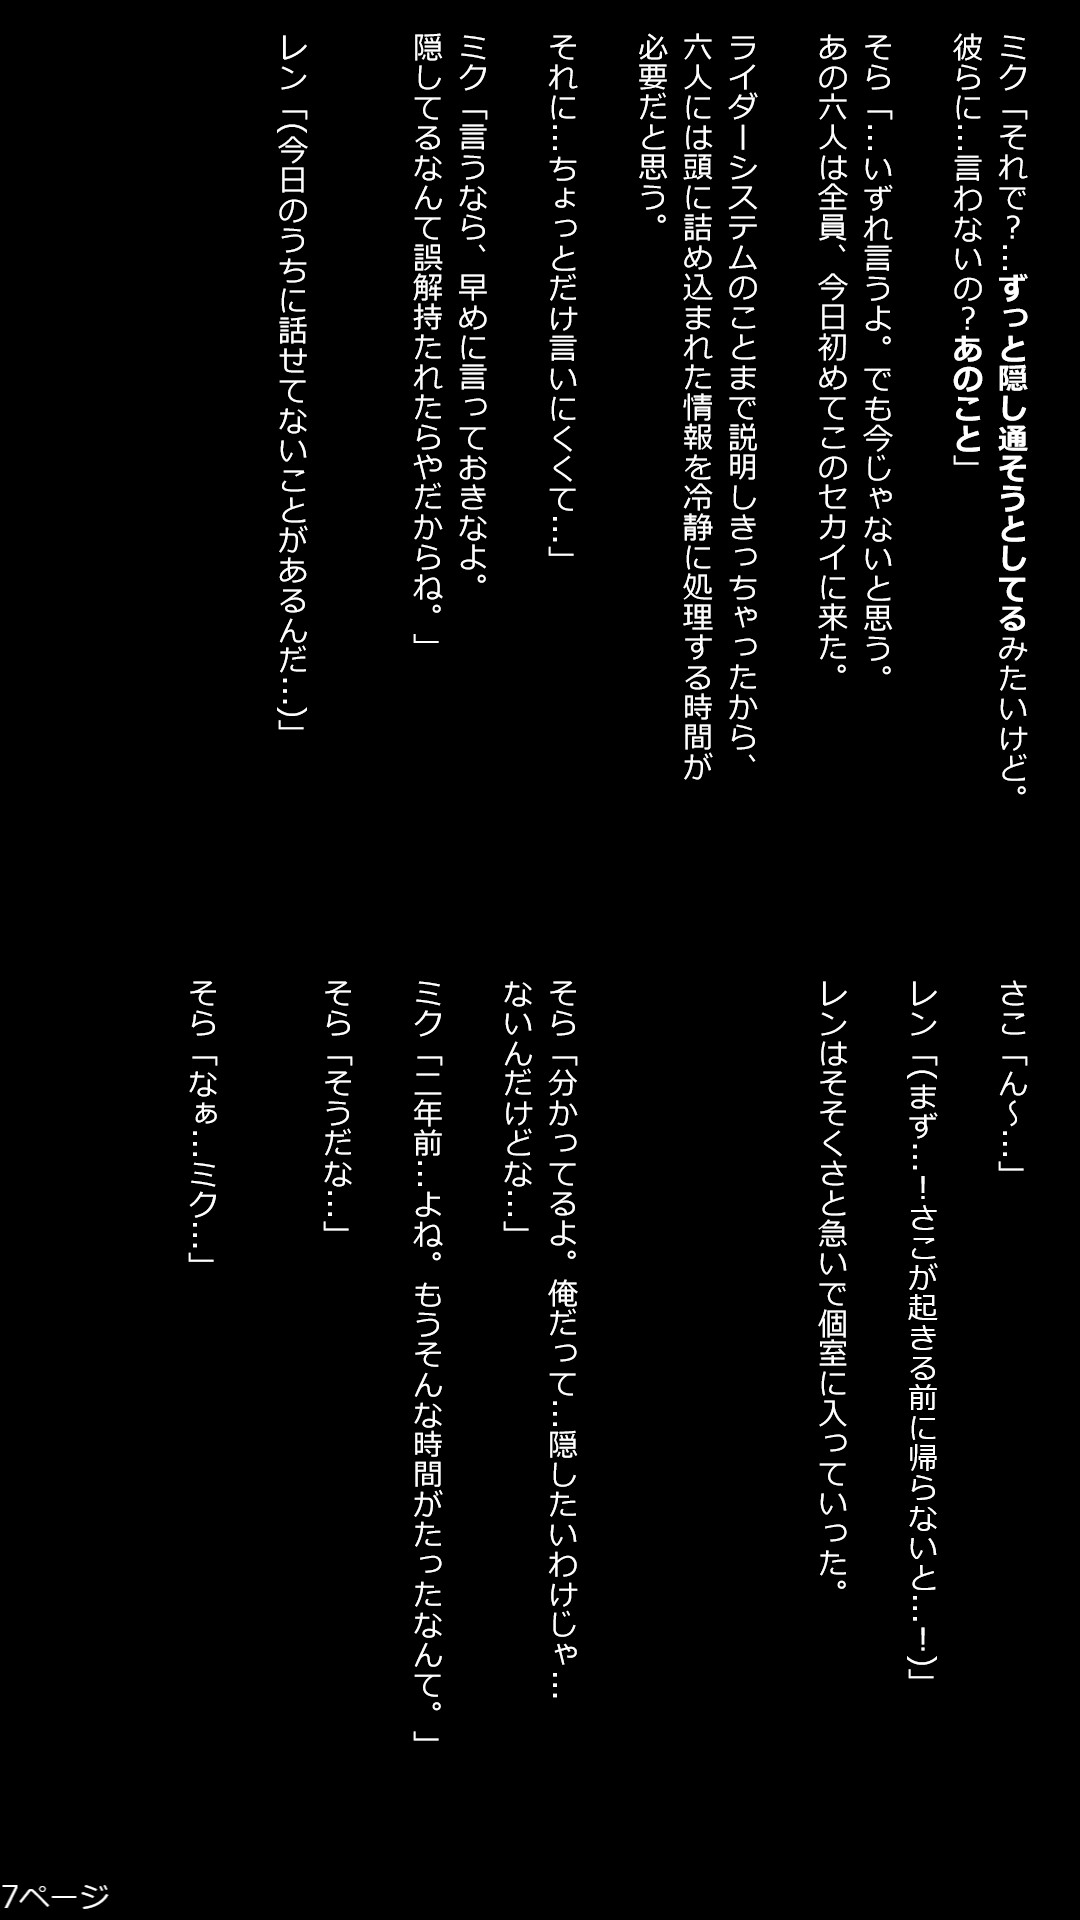 ミク「それで？…ずっと隠し通そうとしてるみたいけど。
彼らに…言わないの？あのこと」
そら「…いずれ言うよ。でも今じゃないと思う。
あの六人は全員、今日初めてこのセカイに来た。
ライダーシステムのことまで説明しきっちゃったから、
六人には頭に詰め込まれた情報を冷静に処理する時間が
必要だと思う。
それに…ちょっとだけ言いにくくて…」
ミク「言うなら、早めに言っておきなよ。
隠してるなんて誤解持たれたらやだからね。」
レン「(今日のうちに話せてないことがあるんだ…)」
さこ「ん〜…」
レン「(まず…！さこが起きる前に帰らないと…！)」
レンはそそくさと急いで個室に入っていった。
そら「分かってるよ。俺だって…隠したいわけじゃ…
ないんだけどな…」
ミク「二年前…よね。もうそんな時間がたったなんて。」
そら「そうだな…」
そら「なぁ…ミク…」
7ページ